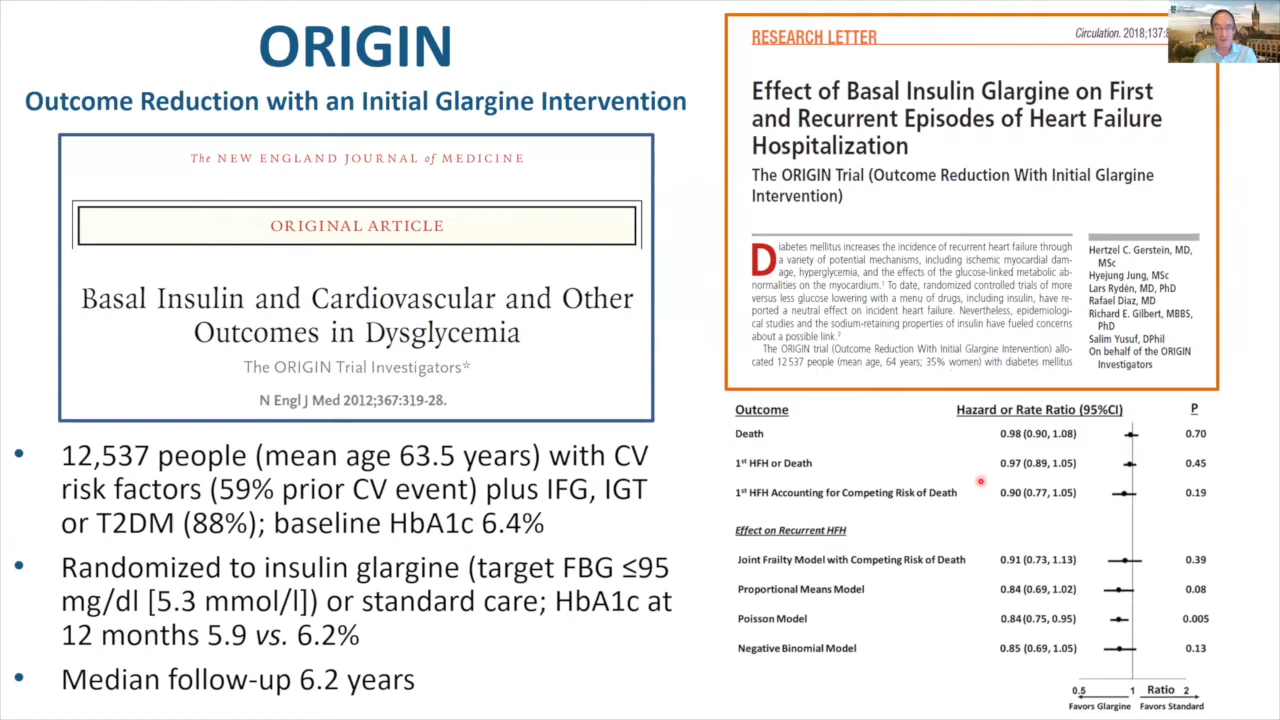 ORIGIN
Outcome Reduction with an Initial Glargine Intervention
The NEW ENGLAND JOURNAL of MEDICINE
ORIGINAL ARTICLE
Basal Insulin and Cardiovascular and Other
Outcomes in Dysglycemia
The ORIGIN Trial Investigators*
N Engl J Med 2012;367:319-28.
• 12,537 people (mean age 63.5 years) with CV
risk factors (59% prior CV event) plus IFG, IGT
or T2DM (88%); baseline HbA1c 6.4%
• Randomized to insulin glargine (target FBG ≤95
mg/dl [5.3 mmol/l]) or standard care; HbA1c at
12 months 5.9 vs. 6.2%
• Median follow-up 6.2 years
RESEARCH LETTER
Circulation. 2018;137:
Effect of Basal Insulin Glargine on First
and Recurrent Episodes of Heart Failure
Hospitalization
The ORIGIN Trial (Outcome Reduction With Initial Glargine
Intervention)
Diabetes mellitus increases the incidence of recurrent heart failure through
a variety of potential mechanisms, including ischemic myocardial dam-
age, hyperglycemia, and the effects of the glucose-linked metabolic ab-
normalities on the myocardium.1 To date, randomized controlled trials of more
versus less glucose lowering with a menu of drugs, including insulin, have re-
ported a neutral effect on incident heart failure. Nevertheless, epidemiologi-
cal studies and the sodium-retaining properties of insulin have fueled concerns
about a possible link.2
The ORIGIN trial (Outcome Reduction With Initial Glargine Intervention) allo-
cated 12 537 people (mean age, 64 years; 35% women) with diabetes mellitus
Hertzel C. Gerstein, MD,
MSc
Hyejung Jung, MSc
Lars Rydén, MD, PhD
Rafael Diaz, MD
Richard E. Gilbert, MBBS,
PhD
Salim Yusuf, DPhil
On behalf of the ORIGIN
Investigators
Outcome Hazard or Rate Ratio (95%CI) P
Death 0.98 (0.90, 1.08) 0.70
1st HFH or Death 0.97 (0.89, 1.05) 0.45
1st HFH Accounting for Competing Risk of Death 0.90 (0.77, 1.05) 0.19
Effect on Recurrent HFH
Joint Frailty Model with Competing Risk of Death 0.91 (0.73, 1.13) 0.39
Proportional Means Model 0.84 (0.69, 1.02) 0.08
Poisson Model 0.84 (0.75, 0.95) 0.005
Negative Binomial Model 0.85 (0.69, 1.05) 0.13
0.5 1 Ratio 2
Favors Glargine Favors Standard